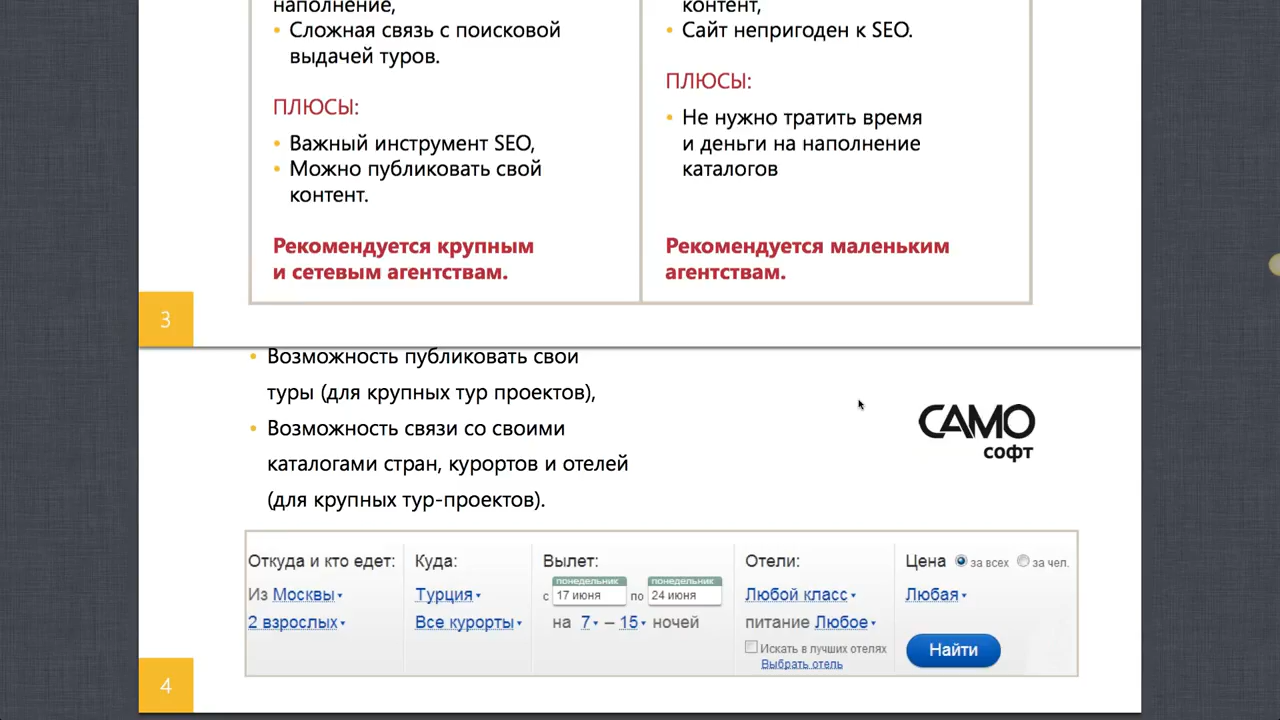 наполнение,
• Сложная связь с поисковой
выдачей туров.
ПЛЮСЫ:
• Важный инструмент SEO,
• Можно публиковать свой
контент.
Рекомендуется крупным
и сетевым агентствам.
контент,
• Сайт непригоден к SEO.
ПЛЮСЫ:
• Не нужно тратить время
и деньги на наполнение
каталогов
Рекомендуется маленьким
агентствам.
3
• Возможность публиковать свои
туры (для крупных тур проектов),
• Возможность связи со своими
каталогами стран, курортов и отелей
(для крупных тур-проектов).
САМО
софт
Откуда и кто едет:
Из Москвы
2 взрослых
Куда:
Турция
Все курорты
Вылет:
понедельник понедельник
с 17 июня по 24 июня
на 7 – 15 ночей
Отели:
Любой класс
питание Любое
Искать в лучших отелях
Выбрать отель
Цена за всех за чел.
Любая
Найти
4